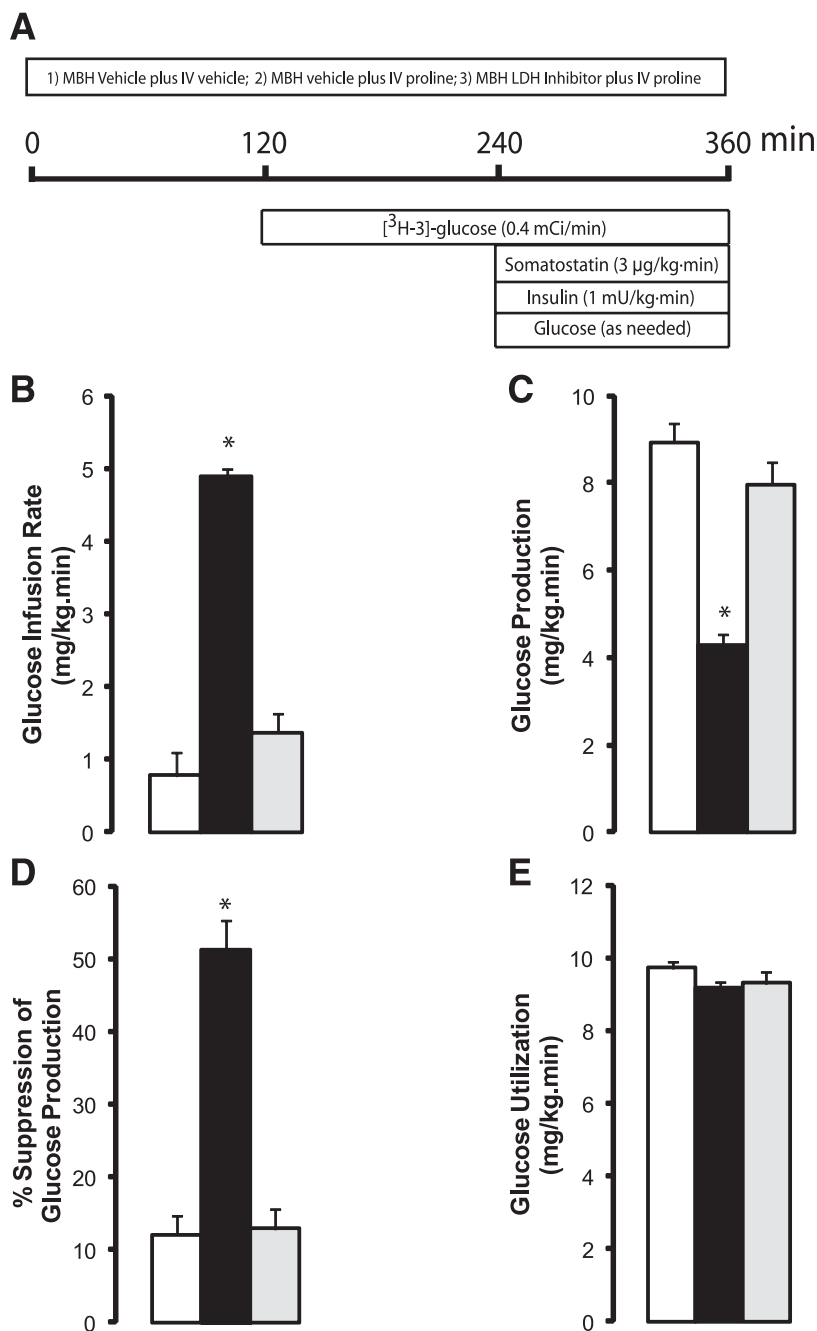 A
1) MBH Vehicle plus IV vehicle; 2) MBH vehicle plus IV proline; 3) MBH LDH Inhibitor plus IV proline
0 120 240 360 min
[³H-3]-glucose (0.4 mCi/min)
Somatostatin (3 µg/kg·min)
Insulin (1 mU/kg·min)
Glucose (as needed)
B
Glucose Infusion Rate
(mg/kg.min)
6
5
4
3
2
1
0
*
C
Glucose Production
(mg/kg.min)
10
8
6
4
2
0
*
D
% Suppression of
Glucose Production
60
50
40
30
20
10
0
*
E
Glucose Utilization
(mg/kg.min)
12
10
8
6
4
2
0